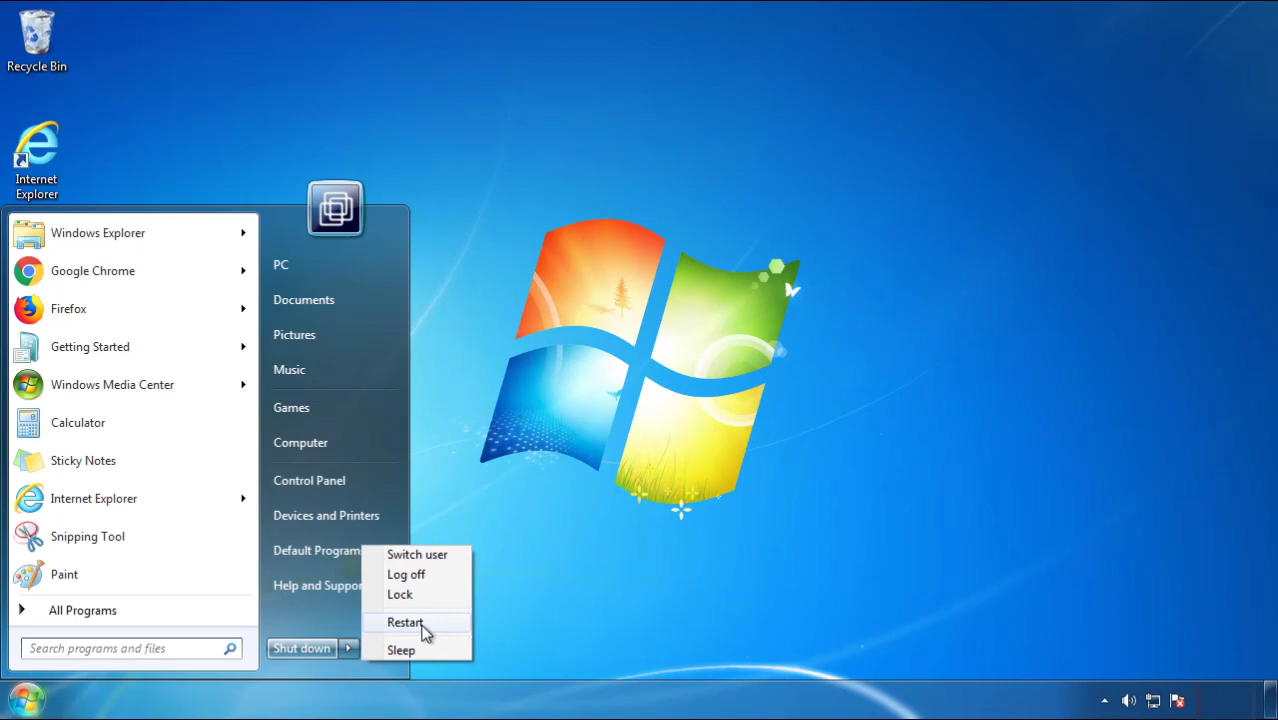 Recycle Bin
Internet
Explorer
Windows Explorer
Google Chrome
Firefox
Getting Started
Windows Media Center
Calculator
Sticky Notes
Internet Explorer
Snipping Tool
Paint
All Programs
Search programs and files
PC
Documents
Pictures
Music
Games
Computer
Control Panel
Devices and Printers
Default Program
Help and Suppor
Shut down
Switch user
Log off
Lock
Restart
Sleep